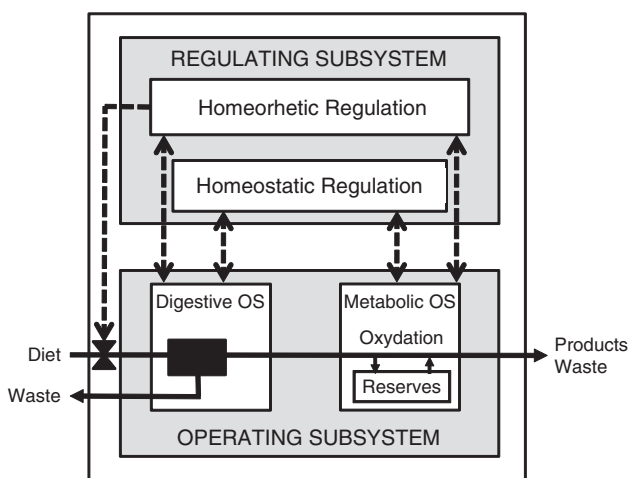 REGULATING SUBSYSTEM
Homeorhetic Regulation
Homeostatic Regulation
Digestive OS
Metabolic OS
Oxydation
Diet
Products
Waste
Reserves
Waste
OPERATING SUBSYSTEM